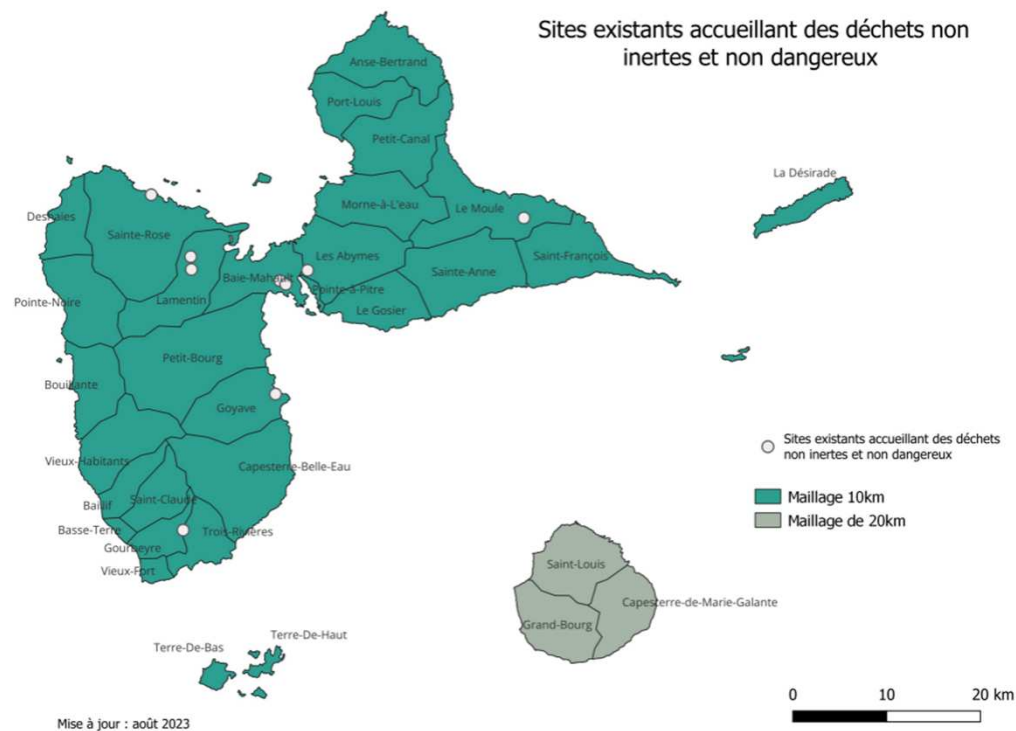 Sites existants accueillant des déchets non
inertes et non dangereux
Anse-Bertrand
Port-Louis
Petit-Canal
La Désirade
Morne-à-L'eau
Le Moule
Deshaies
Sainte-Rose
Les Abymes
Saint-François
Sainte-Anne
Baie-Mahault
Pointe-à-Pitre
Pointe-Noire
Lamentin
Le Gosier
Petit-Bourg
Bouillante
Goyave
Sites existants accueillant des déchets
non inertes et non dangereux
Vieux-Habitants
Capesterre-Belle-Eau
Maillage 10km
Saint-Claude
Baillif
Maillage de 20km
Basse-Terre
Trois-Rivières
Gourbeyre
Vieux-Fort
Saint-Louis
Capesterre-de-Marie-Galante
Grand-Bourg
Terre-De-Haut
Terre-De-Bas
0 10 20 km
Mise à jour : août 2023